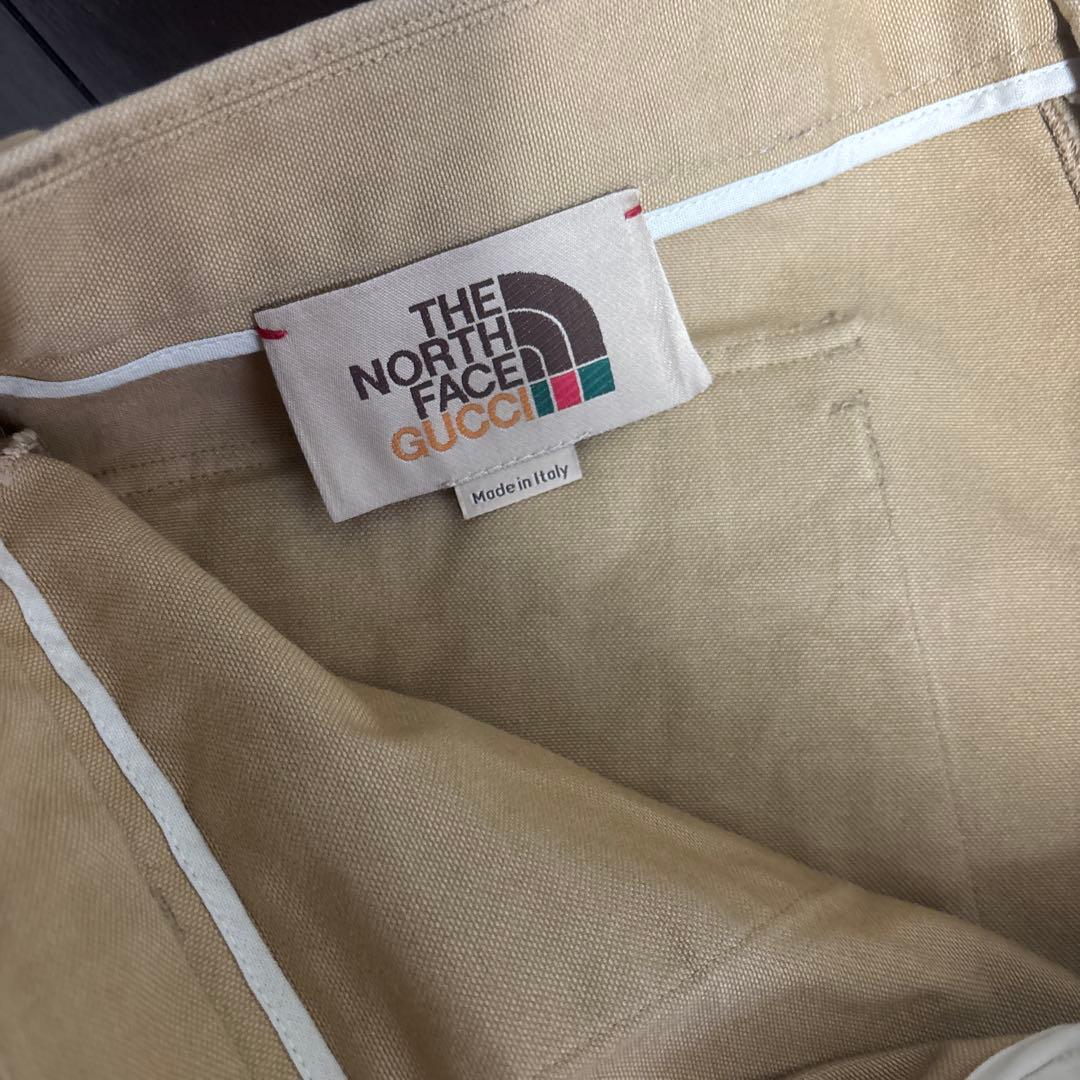 THE
NORTH
FACE
GUCCI
Made in Italy